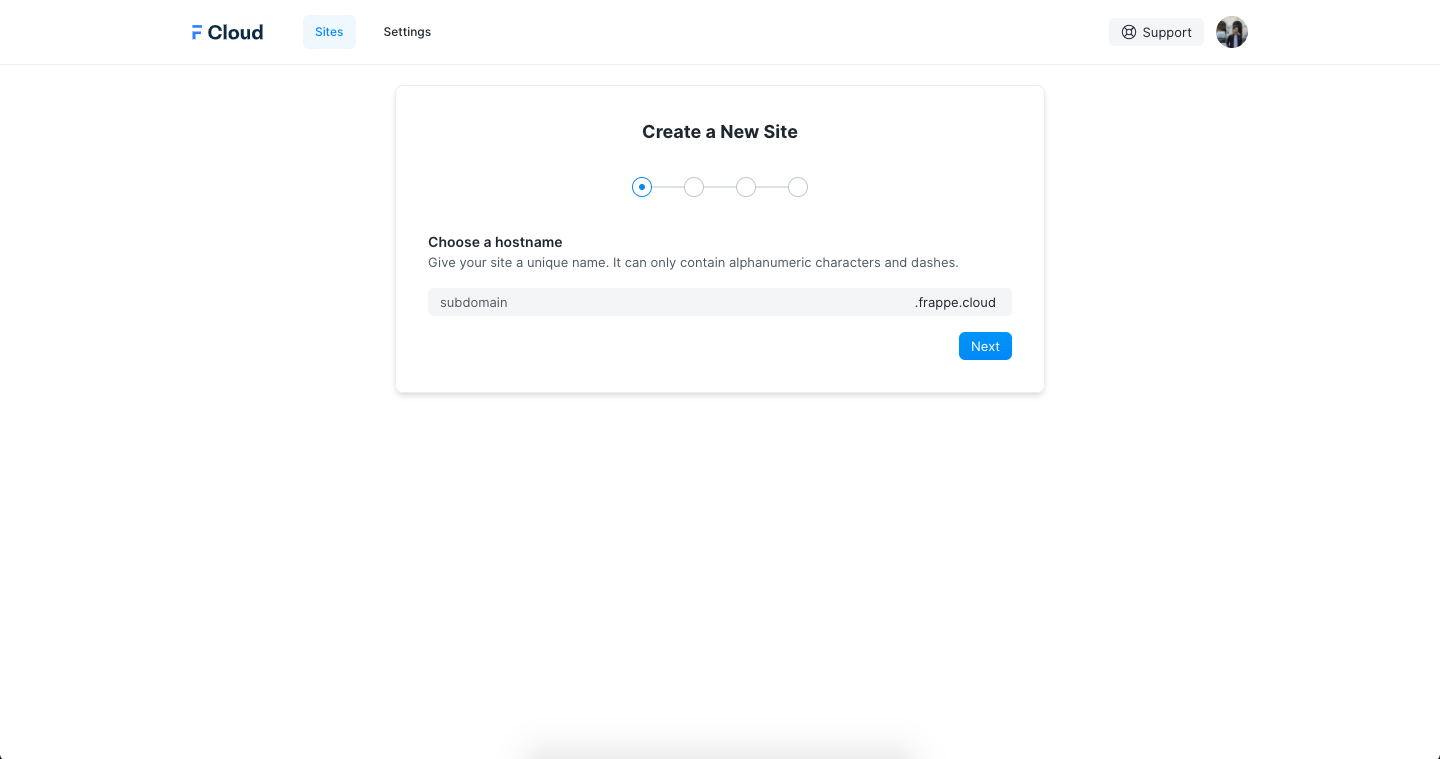 Cloud
Sites
Settings
Support
Create a New Site
Choose a hostname
Give your site a unique name. It can only contain alphanumeric characters and dashes.
subdomain .frappe.cloud
Next